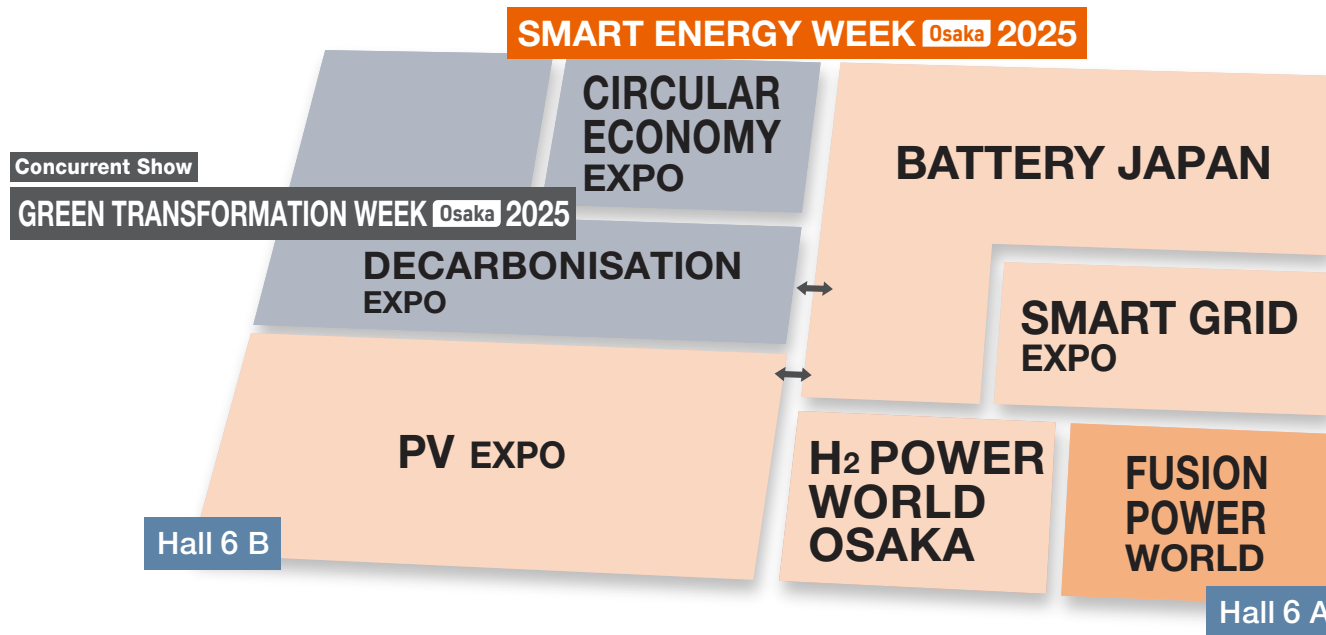 SMART ENERGY WEEK Osaka 2025
CIRCULAR
ECONOMY
EXPO
BATTERY JAPAN
Concurrent Show
GREEN TRANSFORMATION WEEK Osaka 2025
DECARBONISATION
EXPO
SMART GRID
EXPO
PV EXPO
H2 POWER
WORLD
OSAKA
FUSION
POWER
WORLD
Hall 6 B
Hall 6 A